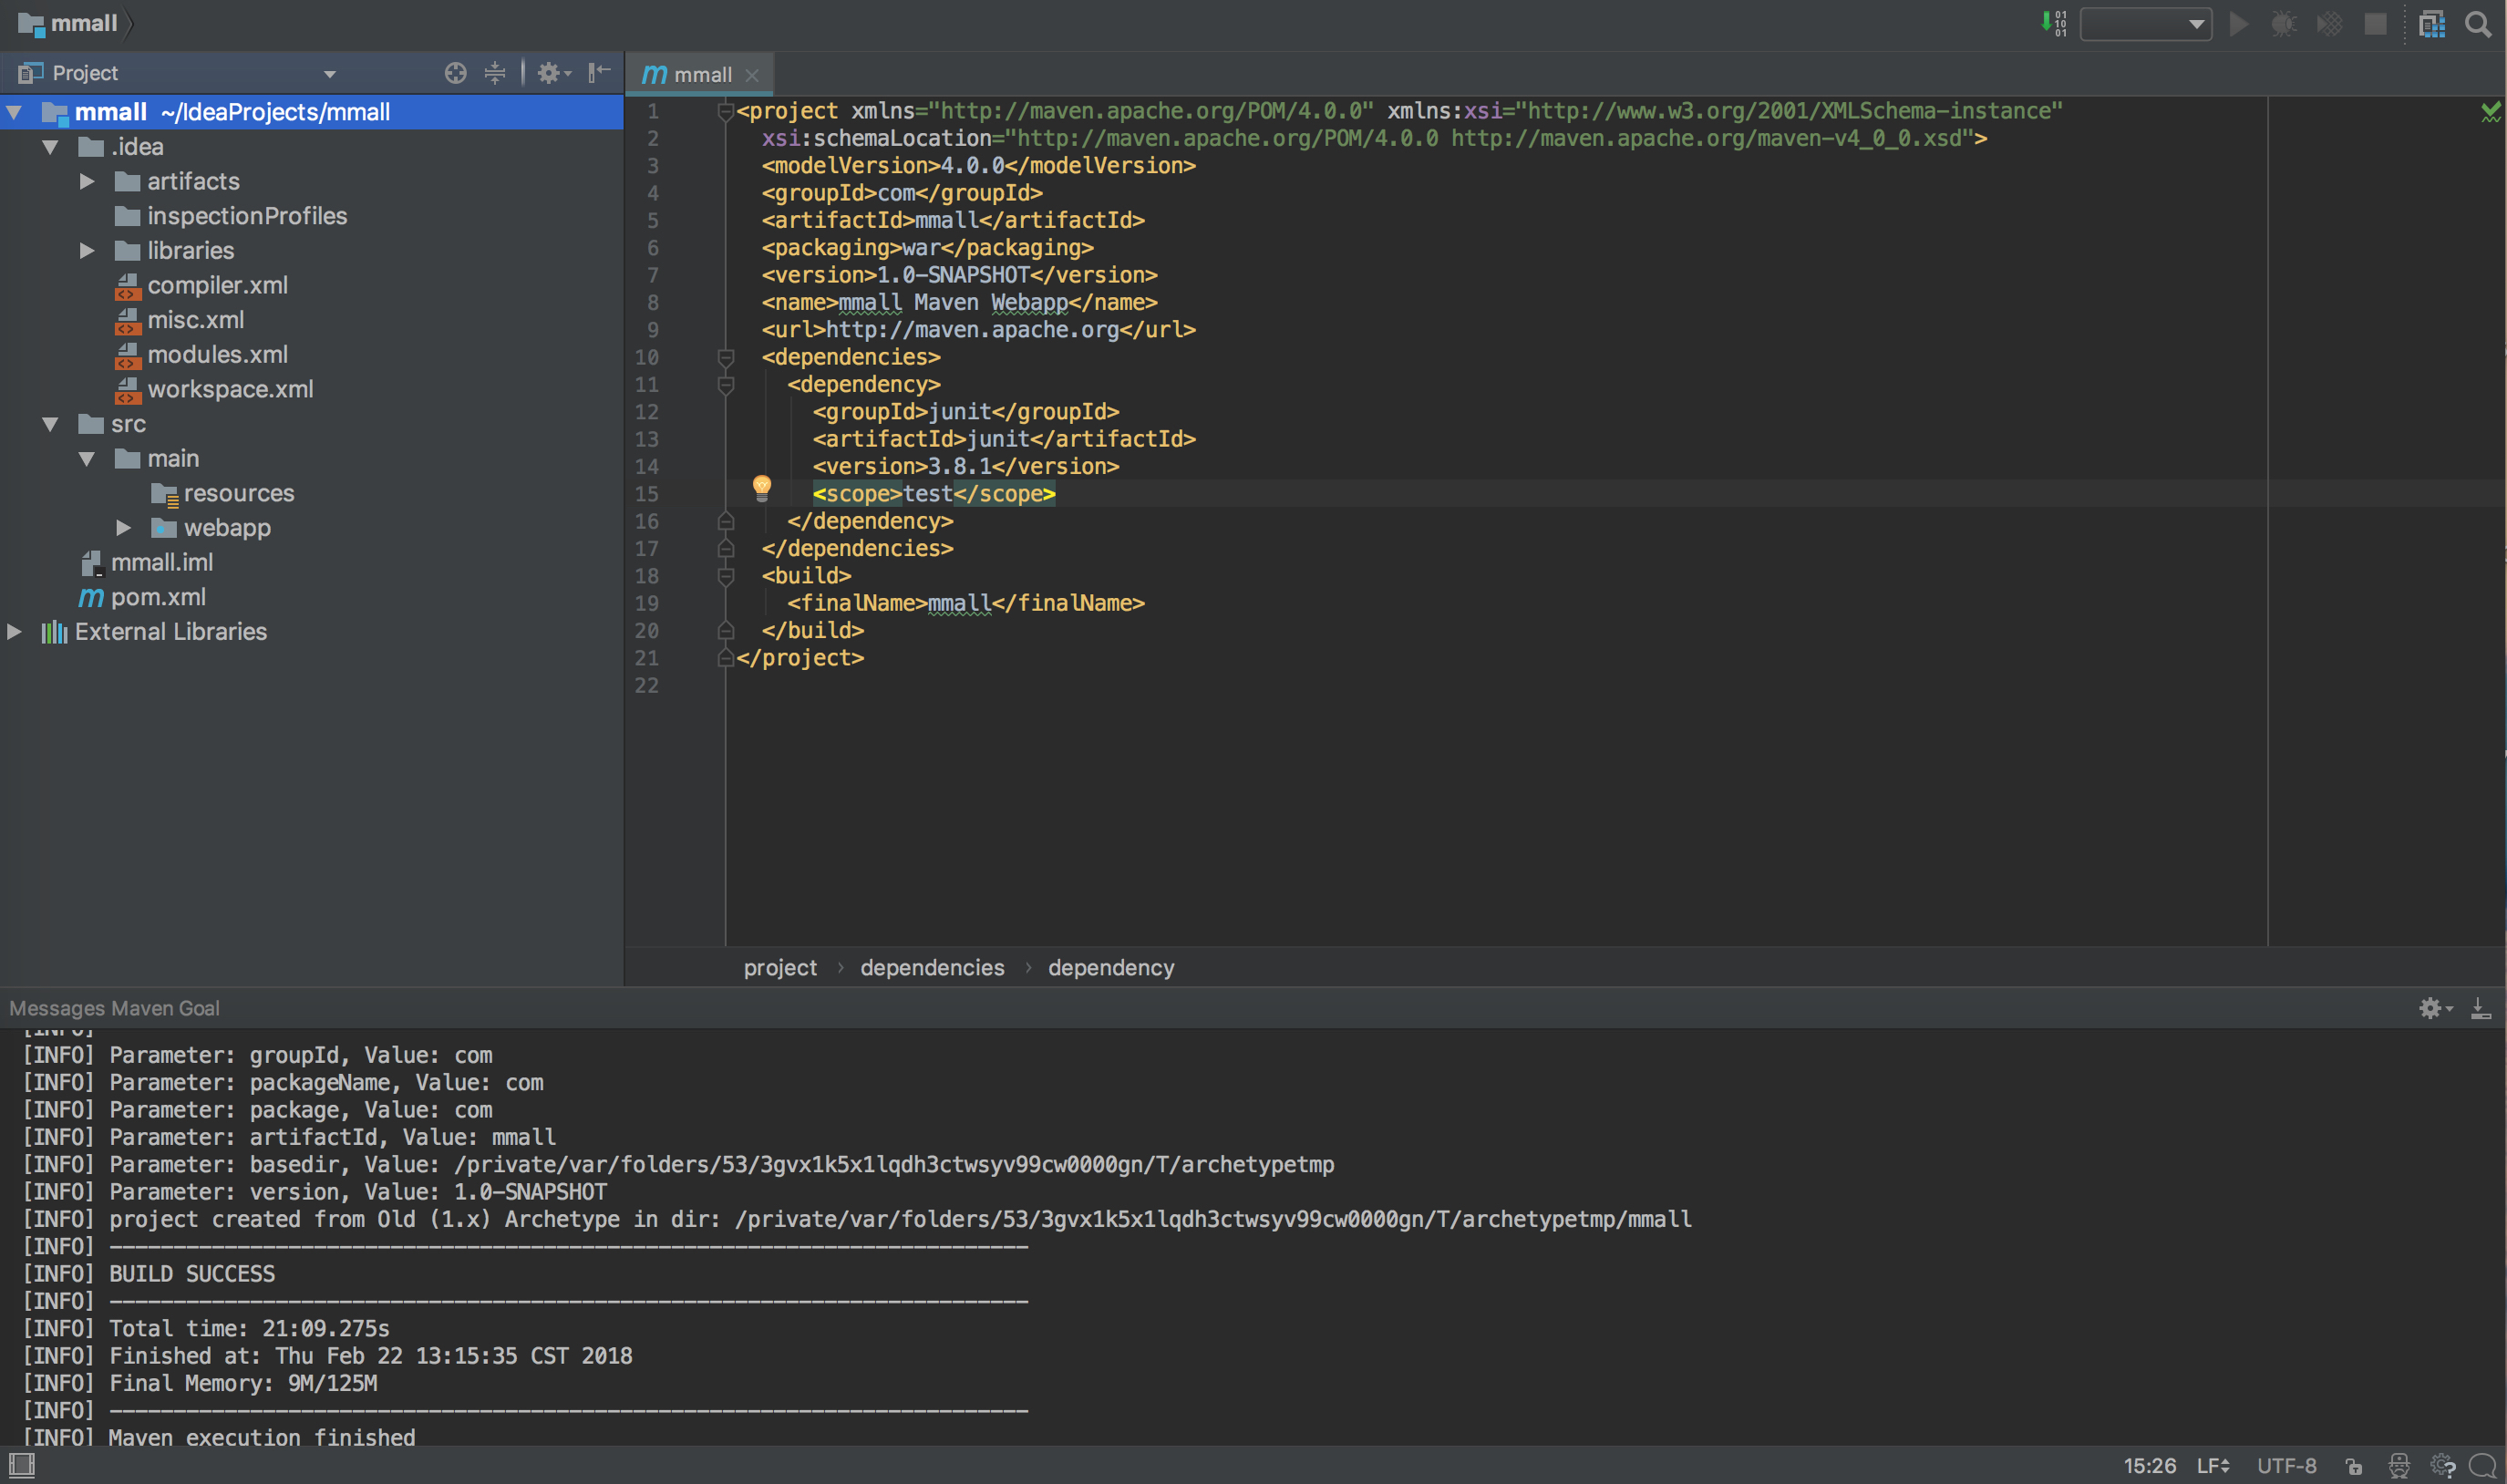 mmall
Project
mmall ~/IdeaProjects/mmall
.idea
artifacts
inspectionProfiles
libraries
compiler.xml
misc.xml
modules.xml
workspace.xml
src
main
resources
webapp
mmall.iml
m pom.xml
External Libraries
m mmall
1 <project xmlns="http://maven.apache.org/POM/4.0.0" xmlns:xsi="http://www.w3.org/2001/XMLSchema-instance"
2 xsi:schemaLocation="http://maven.apache.org/POM/4.0.0 http://maven.apache.org/maven-v4_0_0.xsd">
3 <modelVersion>4.0.0</modelVersion>
4 <groupId>com</groupId>
5 <artifactId>mmall</artifactId>
6 <packaging>war</packaging>
7 <version>1.0-SNAPSHOT</version>
8 <name>mmall Maven Webapp</name>
9 <url>http://maven.apache.org</url>
10 <dependencies>
11 <dependency>
12 <groupId>junit</groupId>
13 <artifactId>junit</artifactId>
14 <version>3.8.1</version>
15 <scope>test</scope>
16 </dependency>
17 </dependencies>
18 <build>
19 <finalName>mmall</finalName>
20 </build>
21 </project>
22
project › dependencies › dependency
Messages Maven Goal
[INFO]
[INFO] Parameter: groupId, Value: com
[INFO] Parameter: packageName, Value: com
[INFO] Parameter: package, Value: com
[INFO] Parameter: artifactId, Value: mmall
[INFO] Parameter: basedir, Value: /private/var/folders/53/3gvx1k5x1lqdh3ctwsyv99cw0000gn/T/archetypetmp
[INFO] Parameter: version, Value: 1.0-SNAPSHOT
[INFO] project created from Old (1.x) Archetype in dir: /private/var/folders/53/3gvx1k5x1lqdh3ctwsyv99cw0000gn/T/archetypetmp/mmall
[INFO] ------------------------------------------------------------------------
[INFO] BUILD SUCCESS
[INFO] ------------------------------------------------------------------------
[INFO] Total time: 21:09.275s
[INFO] Finished at: Thu Feb 22 13:15:35 CST 2018
[INFO] Final Memory: 9M/125M
[INFO] ------------------------------------------------------------------------
[INFO] Maven execution finished
15:26 LF UTF-8